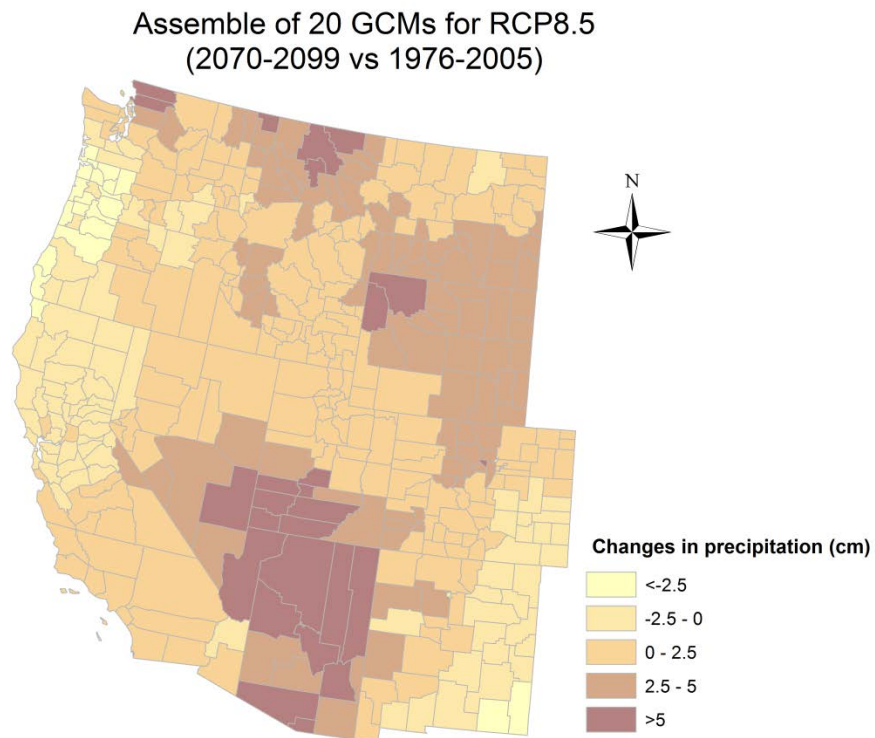 Assemble of 20 GCMs for RCP8.5
(2070-2099 vs 1976-2005)
N
Changes in precipitation (cm)
<-2.5
-2.5 - 0
0 - 2.5
2.5 - 5
>5